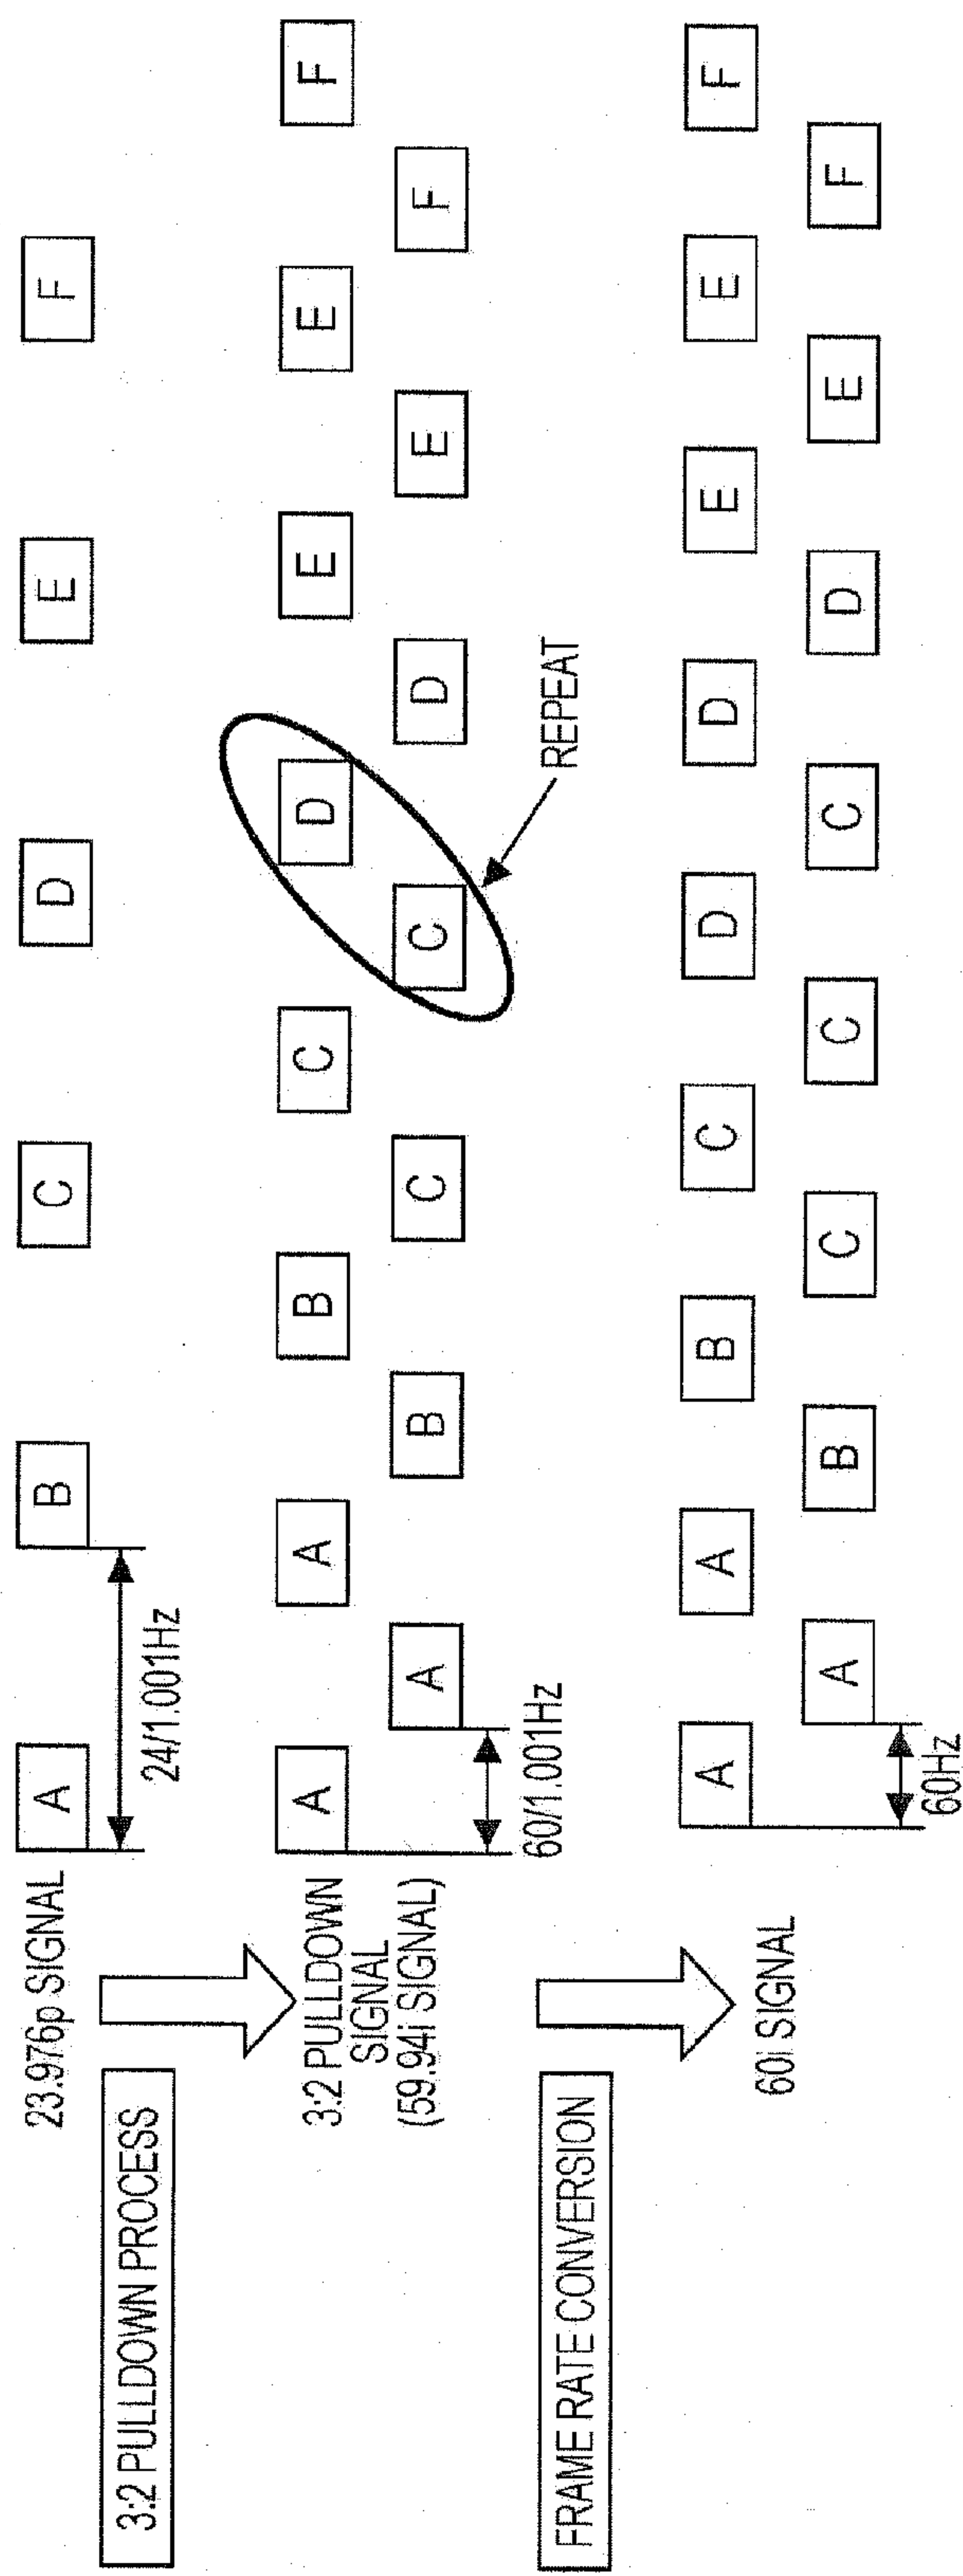 23.976p SIGNAL
A B C D E F
24/1.001Hz
3:2 PULLDOWN PROCESS
3:2 PULLDOWN
SIGNAL
(59.94i SIGNAL)
A A B C D E E F
A B C C D E F
60/1.001Hz
REPEAT
FRAME RATE CONVERSION
60i SIGNAL
A A B C D D E E F
A B C C C D E F
60Hz